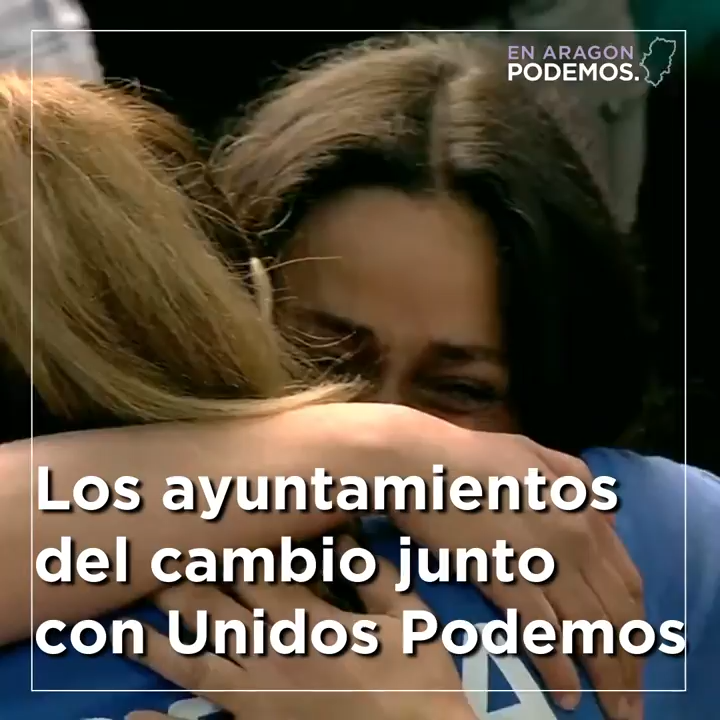 EN ARAGON
PODEMOS.
Los ayuntamientos
del cambio junto
con Unidos Podemos